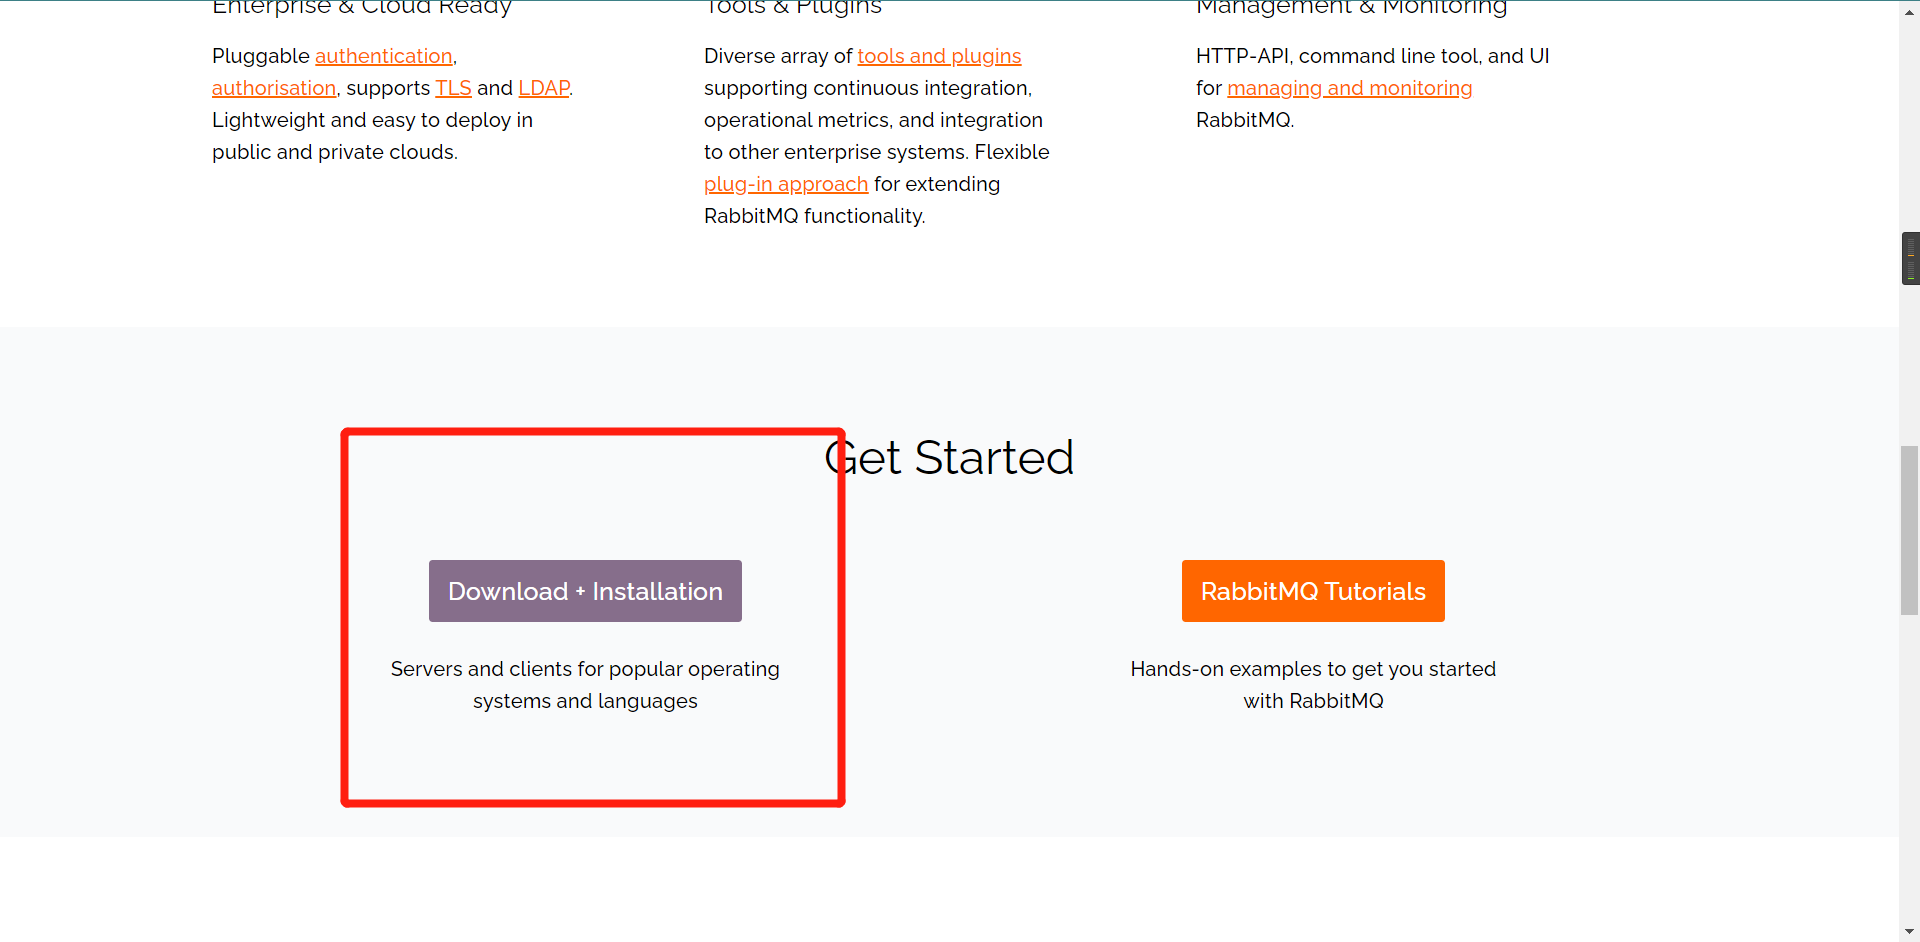 Enterprise & Cloud Ready
Pluggable authentication,
authorisation, supports TLS and LDAP.
Lightweight and easy to deploy in
public and private clouds.
Tools & Plugins
Diverse array of tools and plugins
supporting continuous integration,
operational metrics, and integration
to other enterprise systems. Flexible
plug-in approach for extending
RabbitMQ functionality.
Management & Monitoring
HTTP-API, command line tool, and UI
for managing and monitoring
RabbitMQ.
Get Started
Download + Installation
Servers and clients for popular operating
systems and languages
RabbitMQ Tutorials
Hands-on examples to get you started
with RabbitMQ